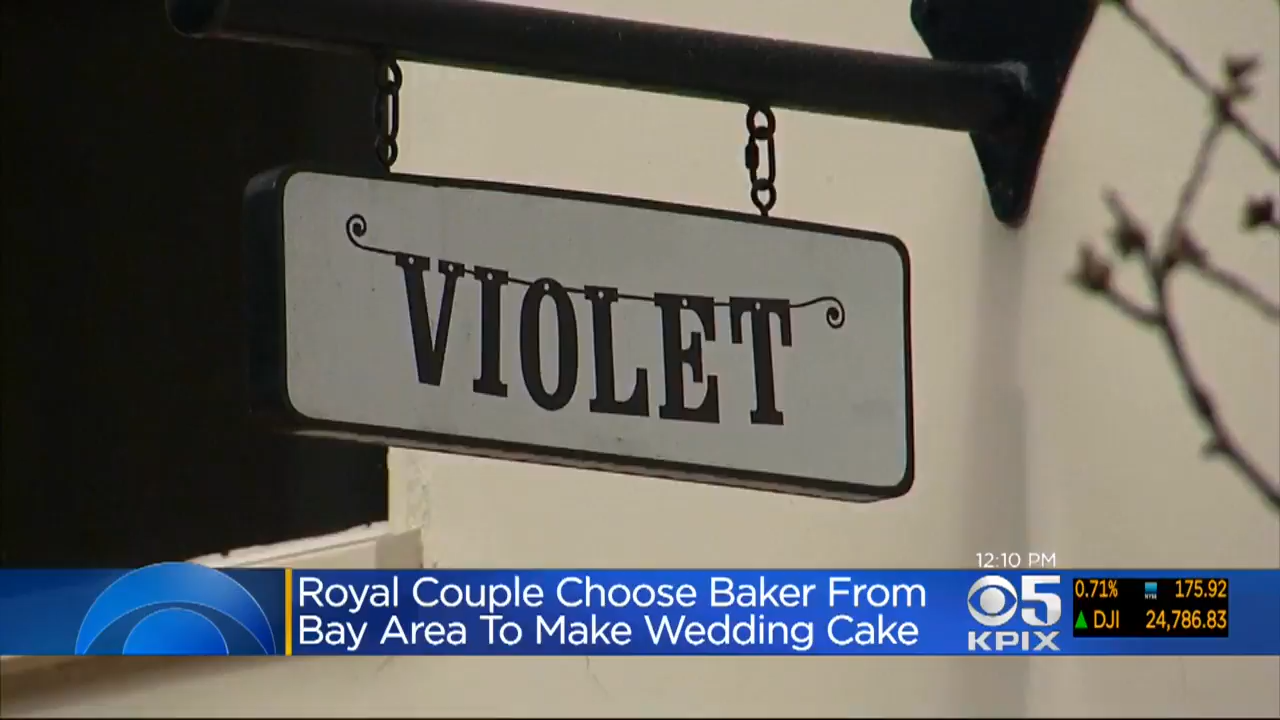 VIOLET
12:10 PM
Royal Couple Choose Baker From
Bay Area To Make Wedding Cake
5
KPIX
0.71% NYSE 175.92
DJI 24,786.83